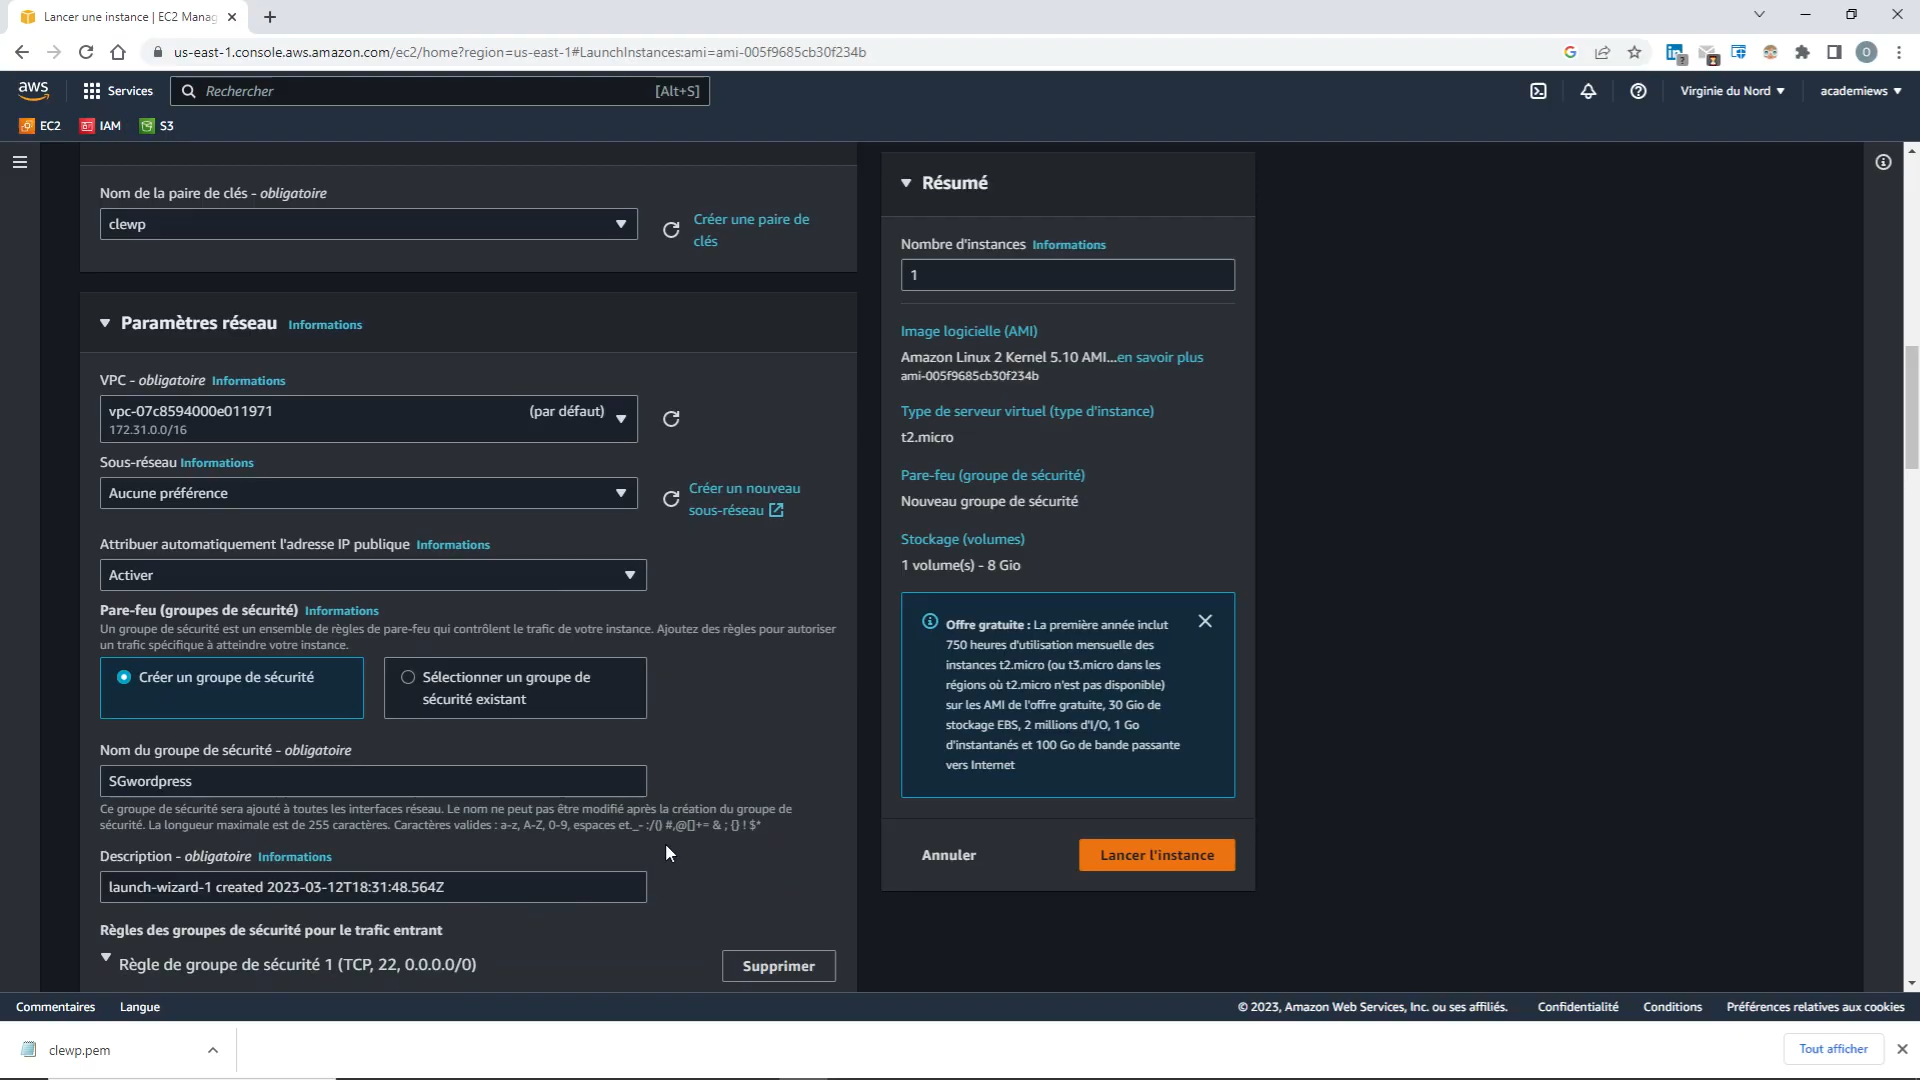 Lancer une instance | EC2 Manag
us-east-1.console.aws.amazon.com/ec2/home?region=us-east-1#LaunchInstances:ami=ami-005f9685cb30f234b
O
aws
Services
Rechercher
[Alt+S]
Virginie du Nord
academiews
EC2
IAM
S3
Nom de la paire de clés - obligatoire
clewp
Créer une paire de
clés
Paramètres réseau Informations
VPC - obligatoire Informations
vpc-07c8594000e011971
(par défaut)
172.31.0.0/16
Sous-réseau Informations
Aucune préférence
Créer un nouveau
sous-réseau
Attribuer automatiquement l'adresse IP publique Informations
Activer
Pare-feu (groupes de sécurité) Informations
Un groupe de sécurité est un ensemble de règles de pare-feu qui contrôlent le trafic de votre instance. Ajoutez des règles pour autoriser
un trafic spécifique à atteindre votre instance.
Créer un groupe de sécurité
Sélectionner un groupe de
sécurité existant
Nom du groupe de sécurité - obligatoire
SGwordpress
Ce groupe de sécurité sera ajouté à toutes les interfaces réseau. Le nom ne peut pas être modifié après la création du groupe de
sécurité. La longueur maximale est de 255 caractères. Caractères valides : a-z, A-Z, 0-9, espaces et._- :/() #,@[]+= & ; {} ! $*
Description - obligatoire Informations
launch-wizard-1 created 2023-03-12T18:31:48.564Z
Règles des groupes de sécurité pour le trafic entrant
Règle de groupe de sécurité 1 (TCP, 22, 0.0.0.0/0)
Supprimer
Résumé
Nombre d'instances Informations
1
Image logicielle (AMI)
Amazon Linux 2 Kernel 5.10 AMI...en savoir plus
ami-005f9685cb30f234b
Type de serveur virtuel (type d'instance)
t2.micro
Pare-feu (groupe de sécurité)
Nouveau groupe de sécurité
Stockage (volumes)
1 volume(s) - 8 Gio
Offre gratuite : La première année inclut
750 heures d'utilisation mensuelle des
instances t2.micro (ou t3.micro dans les
régions où t2.micro n'est pas disponible)
sur les AMI de l'offre gratuite, 30 Gio de
stockage EBS, 2 millions d'I/O, 1 Go
d'instantanés et 100 Go de bande passante
vers Internet
Annuler
Lancer l'instance
Commentaires
Langue
© 2023, Amazon Web Services, Inc. ou ses affiliés.
Confidentialité
Conditions
Préférences relatives aux cookies
clewp.pem
Tout afficher